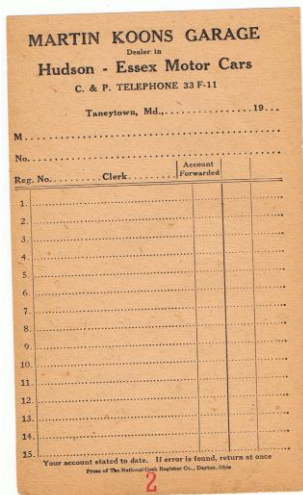 MARTIN KOONS GARAGE
Dealer in
Hudson - Essex Motor Cars
C. & P. TELEPHONE 33 F-11
Taneytown, Md.,..............19...
M..............................
No..............................
Reg. No..........Clerk..........
Account
Forwarded
1.
2.
3.
4.
5.
6.
7.
8.
9.
10.
11.
12.
13.
14.
15.
Your account stated to date. If error is found, return at once
Press of The National Cash Register Co., Dayton, Ohio
2